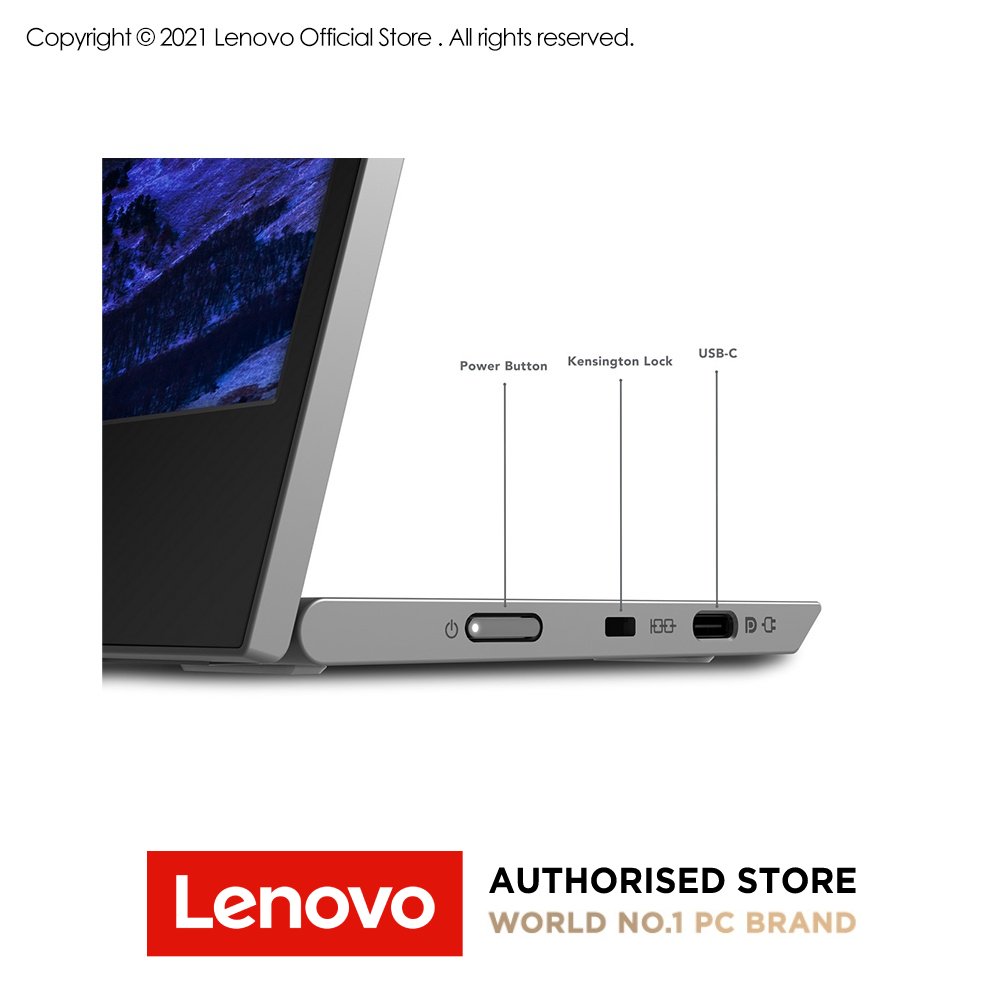 Copyright © 2021 Lenovo Official Store . All rights reserved.
Power Button
Kensington Lock
USB-C
Lenovo
AUTHORISED STORE
WORLD NO.1 PC BRAND